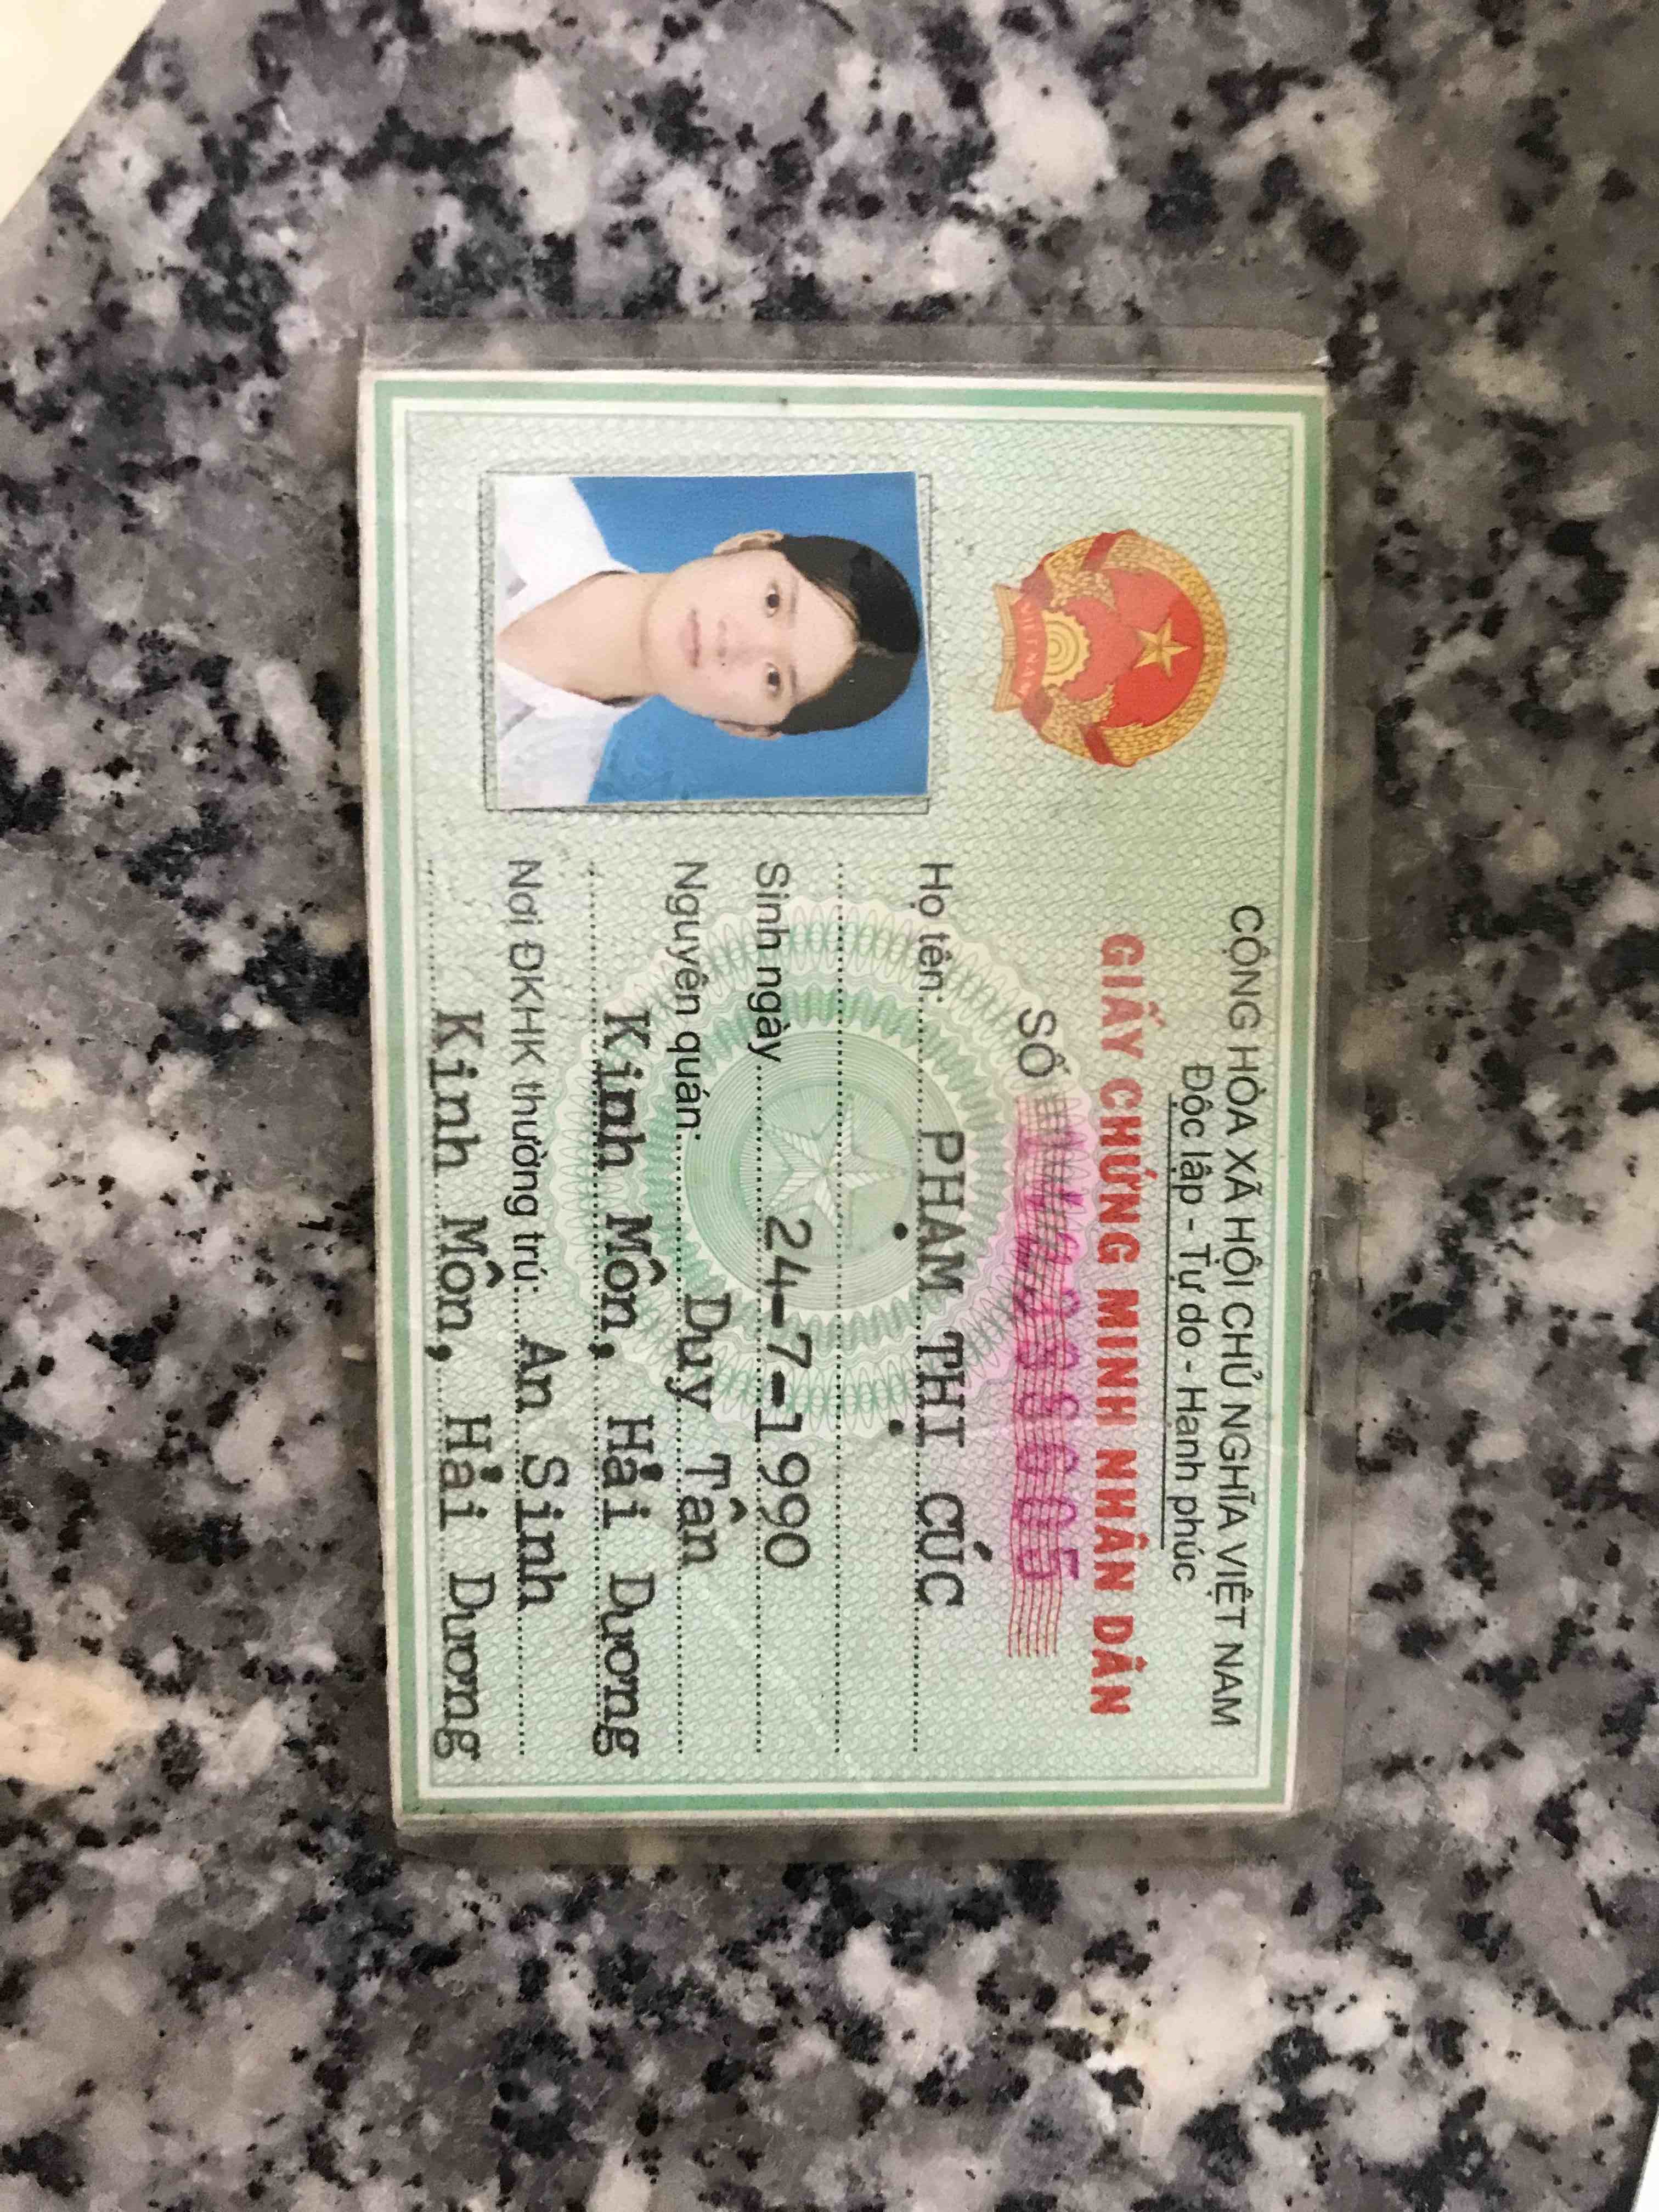 CỘNG HÒA XÃ HỘI CHỦ NGHĨA VIỆT NAM
Độc lập - Tự do - Hạnh phúc
GIẤY CHỨNG MINH NHÂN DÂN
SỐ
Họ tên: PHẠM THỊ CÚC
Sinh ngày 24-7-1990
Nguyên quán: Duy Tân
Kinh Môn, Hải Dương
Nơi ĐKHK thường trú: An Sinh
Kinh Môn, Hải Dương
VIỆT NAM